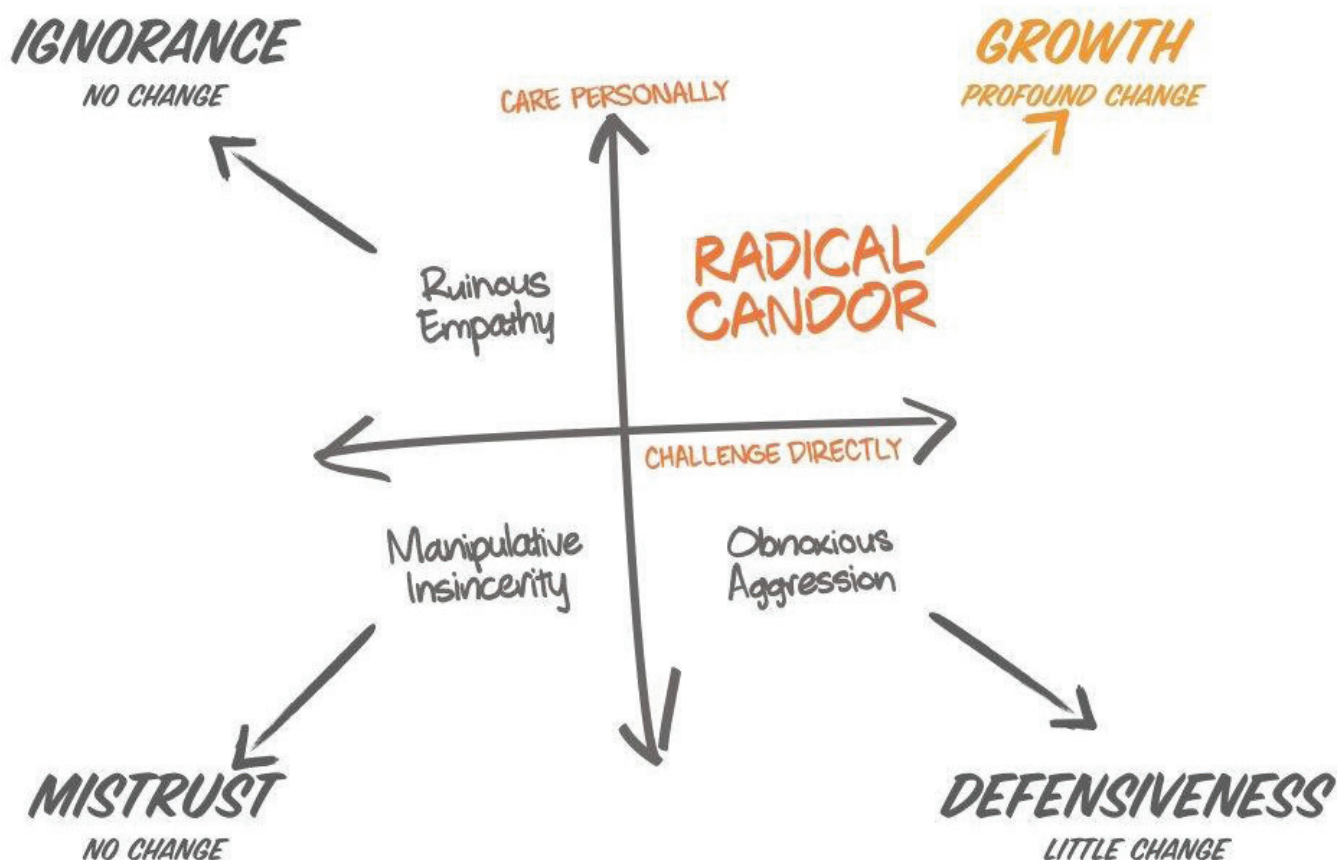 IGNORANCE
NO CHANGE
GROWTH
PROFOUND CHANGE
CARE PERSONALLY
RADICAL
CANDOR
Ruinous
Empathy
CHALLENGE DIRECTLY
Manipulative
Insincerity
Obnoxious
Aggression
MISTRUST
NO CHANGE
DEFENSIVENESS
LITTLE CHANGE